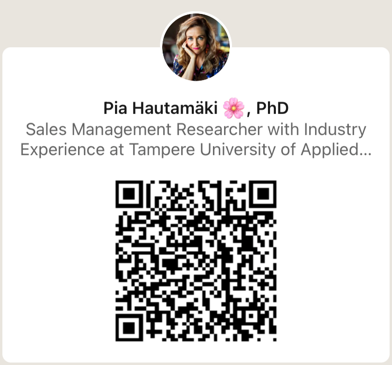 Pia Hautamäki 🌸, PhD
Sales Management Researcher with Industry
Experience at Tampere University of Applied...